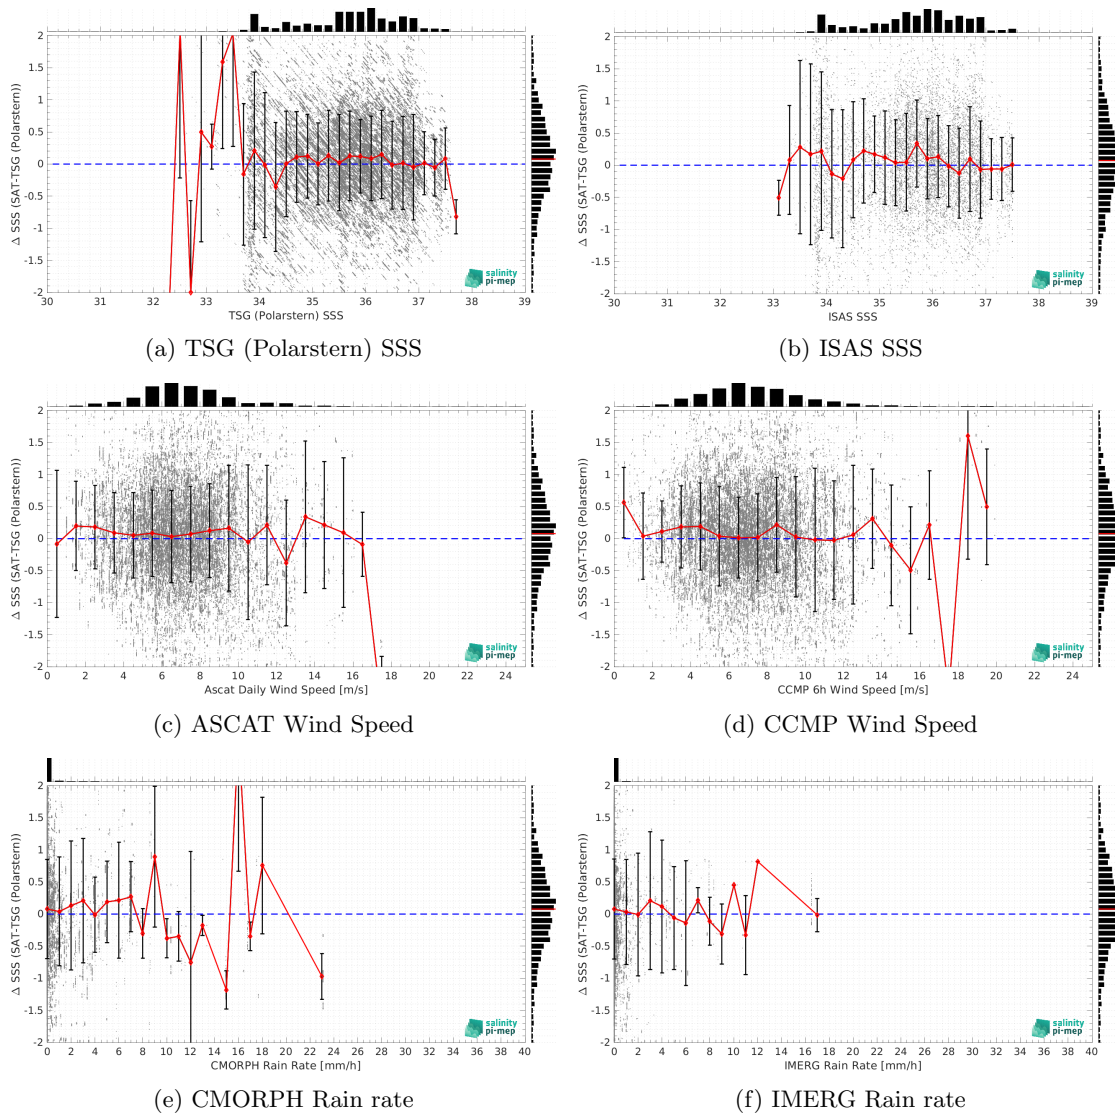 2
1.5
1
0.5
0
-0.5
-1
-1.5
-2
Δ SSS (SAT-TSG (Polarstern))
30 31 32 33 34 35 36 37 38 39
TSG (Polarstern) SSS
salinity
pi-mep
(a) TSG (Polarstern) SSS
2
1.5
1
0.5
0
-0.5
-1
-1.5
-2
Δ SSS (SAT-TSG (Polarstern))
30 31 32 33 34 35 36 37 38 39
ISAS SSS
salinity
pi-mep
(b) ISAS SSS
2
1.5
1
0.5
0
-0.5
-1
-1.5
-2
Δ SSS (SAT-TSG (Polarstern))
0 2 4 6 8 10 12 14 16 18 20 22 24
Ascat Daily Wind Speed [m/s]
salinity
pi-mep
(c) ASCAT Wind Speed
2
1.5
1
0.5
0
-0.5
-1
-1.5
-2
Δ SSS (SAT-TSG (Polarstern))
0 2 4 6 8 10 12 14 16 18 20 22 24
CCMP 6h Wind Speed [m/s]
salinity
pi-mep
(d) CCMP Wind Speed
2
1.5
1
0.5
0
-0.5
-1
-1.5
-2
Δ SSS (SAT-TSG (Polarstern))
0 2 4 6 8 10 12 14 16 18 20 22 24 26 28 30 32 34 36 38 40
CMORPH Rain Rate [mm/h]
salinity
pi-mep
(e) CMORPH Rain rate
2
1.5
1
0.5
0
-0.5
-1
-1.5
-2
Δ SSS (SAT-TSG (Polarstern))
0 2 4 6 8 10 12 14 16 18 20 22 24 26 28 30 32 34 36 38 40
IMERG Rain Rate [mm/h]
salinity
pi-mep
(f) IMERG Rain rate